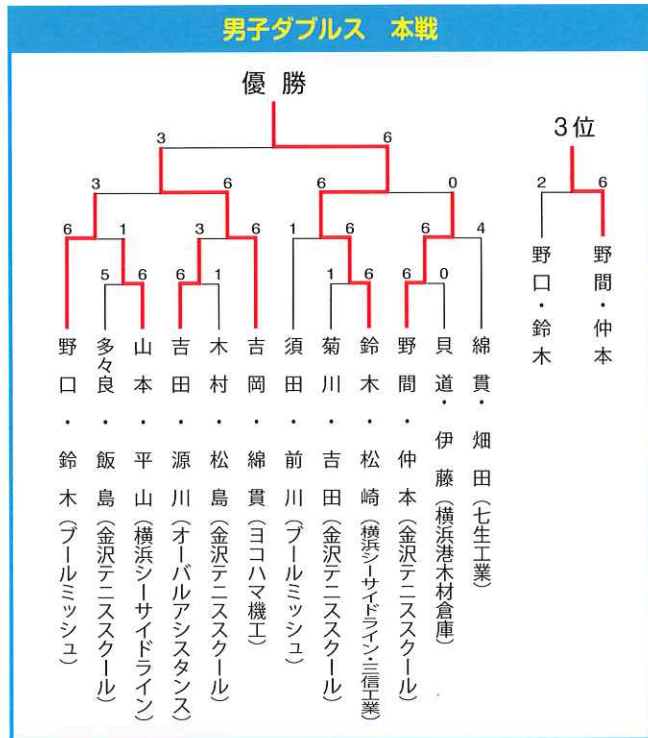 男子ダブルス 本戦
優勝
3 6
3位
3 6 6 0
2 6
6 1 3 6 1 6 6 4
5 6 6 1 1 6 6 0
野口・鈴木(ブールミッシュ)
多々良・飯島(金沢テニススクール)
山本・平山(横浜シーサイドライン)
吉田・源川(オーバルアシスタンス)
木村・松島(金沢テニススクール)
吉岡・綿貫(ヨコハマ機工)
須田・前川(ブールミッシュ)
菊川・吉田(金沢テニススクール)
鈴木・松崎(横浜シーサイドライン・三信工業)
野間・仲本(金沢テニススクール)
貝道・伊藤(横浜港木材倉庫)
綿貫・畑田(七生工業)
野口・鈴木
野間・仲本